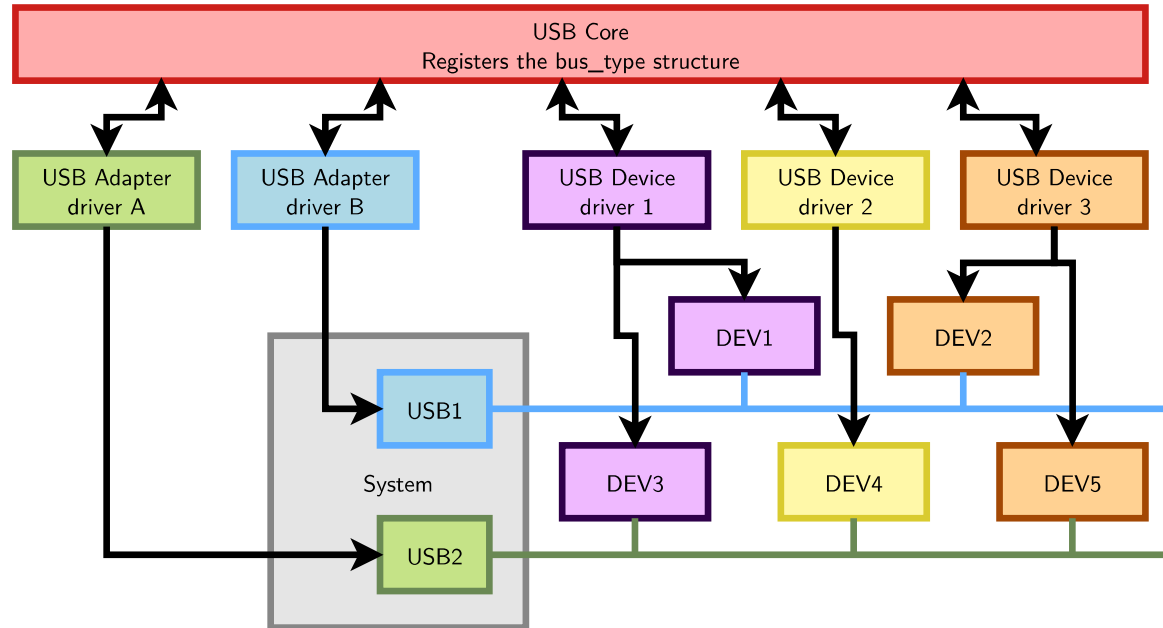 USB Core
Registers the bus_type structure
USB Adapter
driver A
USB Adapter
driver B
USB Device
driver 1
USB Device
driver 2
USB Device
driver 3
DEV1
DEV2
USB1
System
DEV3
DEV4
DEV5
USB2